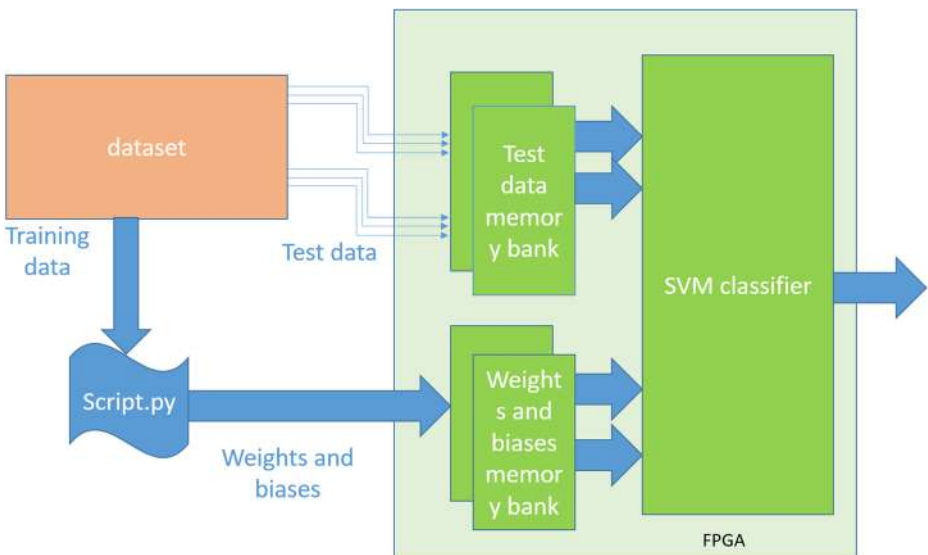 dataset
Training
data
Test data
Script.py
Weights and
biases
Test
data
memor
y bank
Weight
s and
biases
memor
y bank
SVM classifier
FPGA